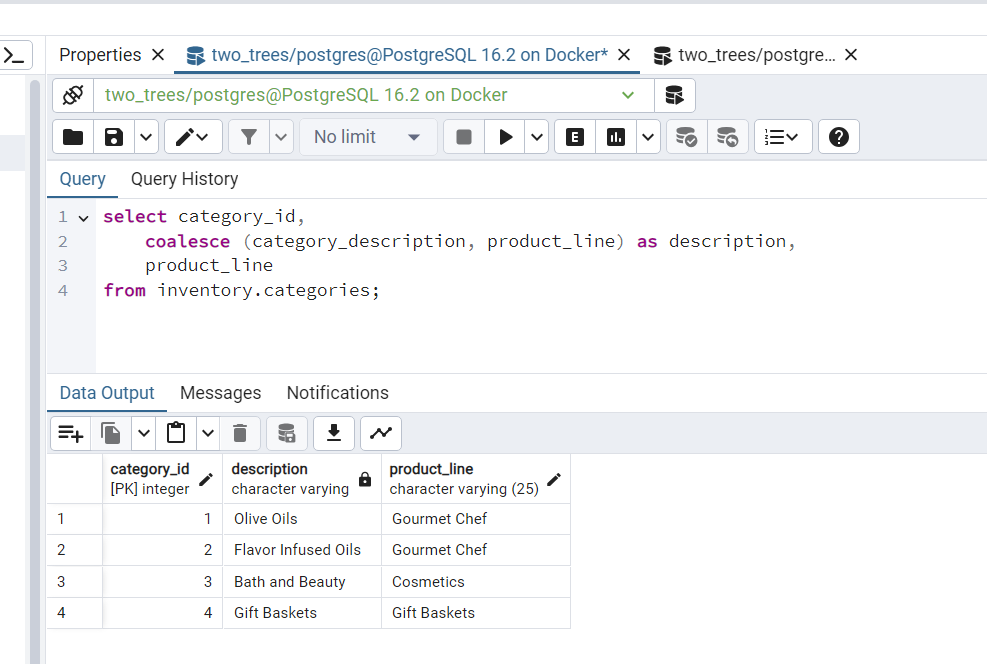 Properties
two_trees/postgres@PostgreSQL 16.2 on Docker*
two_trees/postgre...
two_trees/postgres@PostgreSQL 16.2 on Docker
No limit
E
Query
Query History
1 select category_id,
2 coalesce (category_description, product_line) as description,
3 product_line
4 from inventory.categories;
Data Output
Messages
Notifications
category_id description product_line
[PK] integer character varying character varying (25)
1 1 Olive Oils Gourmet Chef
2 2 Flavor Infused Oils Gourmet Chef
3 3 Bath and Beauty Cosmetics
4 4 Gift Baskets Gift Baskets